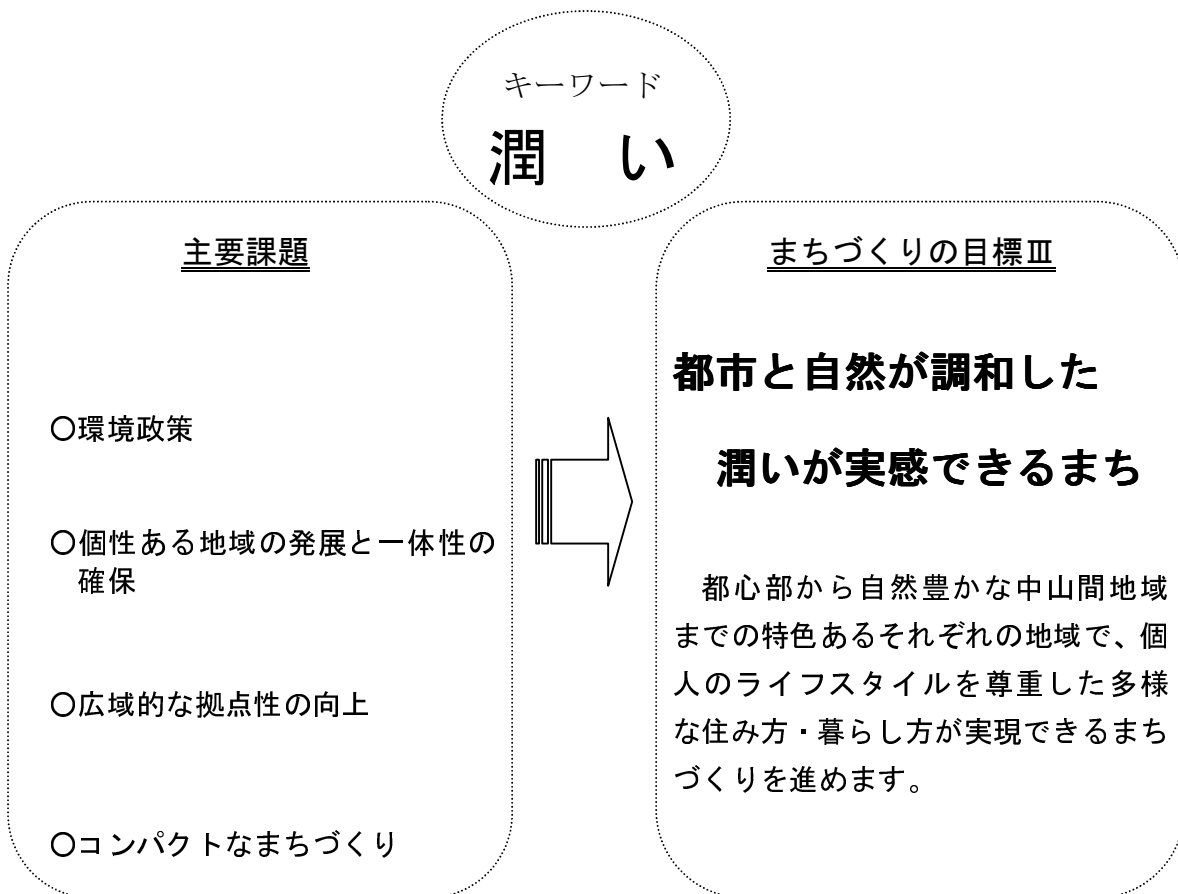 キーワード
潤　い
主要課題
〇環境政策
〇個性ある地域の発展と一体性の
確保
〇広域的な拠点性の向上
〇コンパクトなまちづくり
まちづくりの目標Ⅲ
都市と自然が調和した
潤いが実感できるまち
都心部から自然豊かな中山間地域
までの特色あるそれぞれの地域で、個
人のライフスタイルを尊重した多様
な住み方・暮らし方が実現できるまち
づくりを進めます。